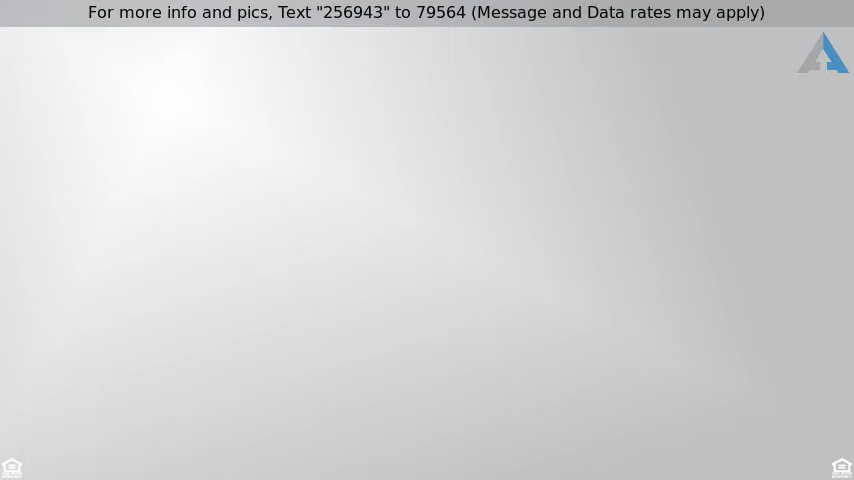 For more info and pics, Text "256943" to 79564 (Message and Data rates may apply)